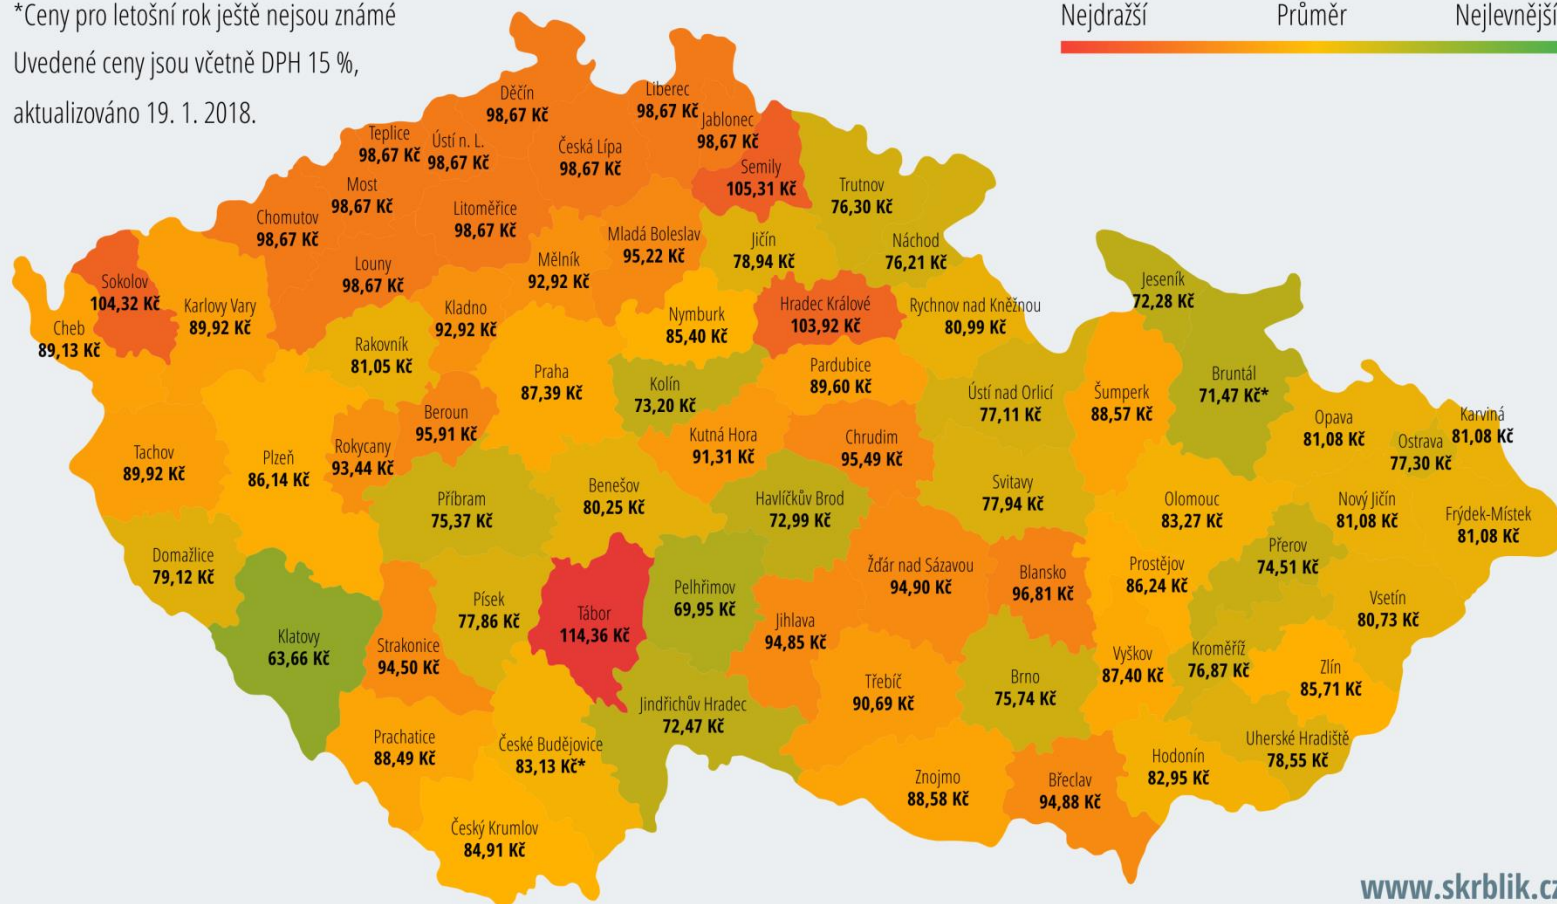 *Ceny pro letošní rok ještě nejsou známé
Uvedené ceny jsou včetně DPH 15 %,
aktualizováno 19. 1. 2018.
Nejdražší
Průměr
Nejlevnější
Děčín
98,67 Kč
Liberec
98,67 Kč
Jablonec
98,67 Kč
Teplice
98,67 Kč
Ústí n. L.
98,67 Kč
Česká Lípa
98,67 Kč
Semily
105,31 Kč
Trutnov
76,30 Kč
Most
98,67 Kč
Chomutov
98,67 Kč
Litoměřice
98,67 Kč
Mladá Boleslav
95,22 Kč
Jičín
78,94 Kč
Náchod
76,21 Kč
Mělník
92,92 Kč
Louny
98,67 Kč
Sokolov
104,32 Kč
Karlovy Vary
89,92 Kč
Cheb
89,13 Kč
Kladno
92,92 Kč
Nymburk
85,40 Kč
Hradec Králové
103,92 Kč
Rychnov nad Kněžnou
80,99 Kč
Jeseník
72,28 Kč
Rakovník
81,05 Kč
Praha
87,39 Kč
Kolín
73,20 Kč
Pardubice
89,60 Kč
Ústí nad Orlicí
77,11 Kč
Šumperk
88,57 Kč
Bruntál
71,47 Kč*
Beroun
95,91 Kč
Opava
81,08 Kč
Karviná
81,08 Kč
Ostrava
77,30 Kč
Tachov
89,92 Kč
Plzeň
86,14 Kč
Rokycany
93,44 Kč
Kutná Hora
91,31 Kč
Chrudim
95,49 Kč
Příbram
75,37 Kč
Benešov
80,25 Kč
Havlíčkův Brod
72,99 Kč
Svitavy
77,94 Kč
Olomouc
83,27 Kč
Nový Jičín
81,08 Kč
Frýdek-Místek
81,08 Kč
Domažlice
79,12 Kč
Přerov
74,51 Kč
Žďár nad Sázavou
94,90 Kč
Blansko
96,81 Kč
Prostějov
86,24 Kč
Písek
77,86 Kč
Tábor
114,36 Kč
Pelhřimov
69,95 Kč
Vsetín
80,73 Kč
Klatovy
63,66 Kč
Strakonice
94,50 Kč
Jihlava
94,85 Kč
Vyškov
87,40 Kč
Kroměříž
76,87 Kč
Zlín
85,71 Kč
Třebíč
90,69 Kč
Brno
75,74 Kč
Jindřichův Hradec
72,47 Kč
Prachatice
88,49 Kč
České Budějovice
83,13 Kč*
Uherské Hradiště
78,55 Kč
Hodonín
82,95 Kč
Znojmo
88,58 Kč
Břeclav
94,88 Kč
Český Krumlov
84,91 Kč
www.skrblik.cz